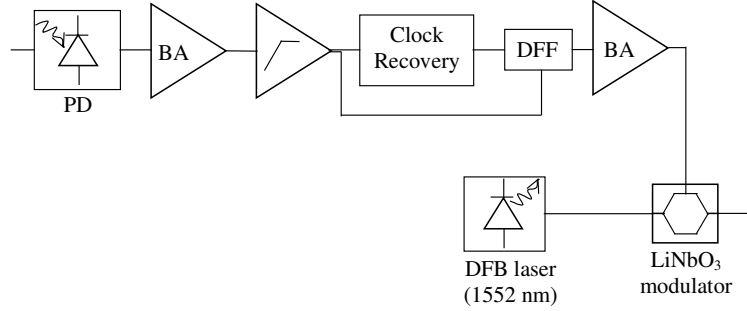 PD
BA
Clock
Recovery
DFF
BA
DFB laser
(1552 nm)
LiNbO₃
modulator